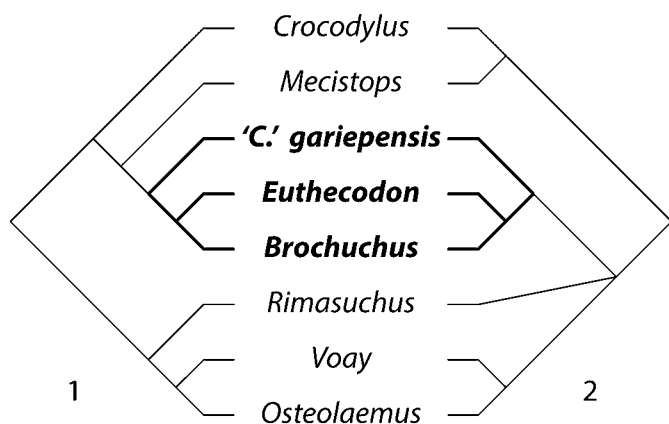 Crocodylus
Mecistops
‘C.’ gariepensis
Euthecodon
Brochuchus
Rimasuchus
Voay
1
2
Osteolaemus